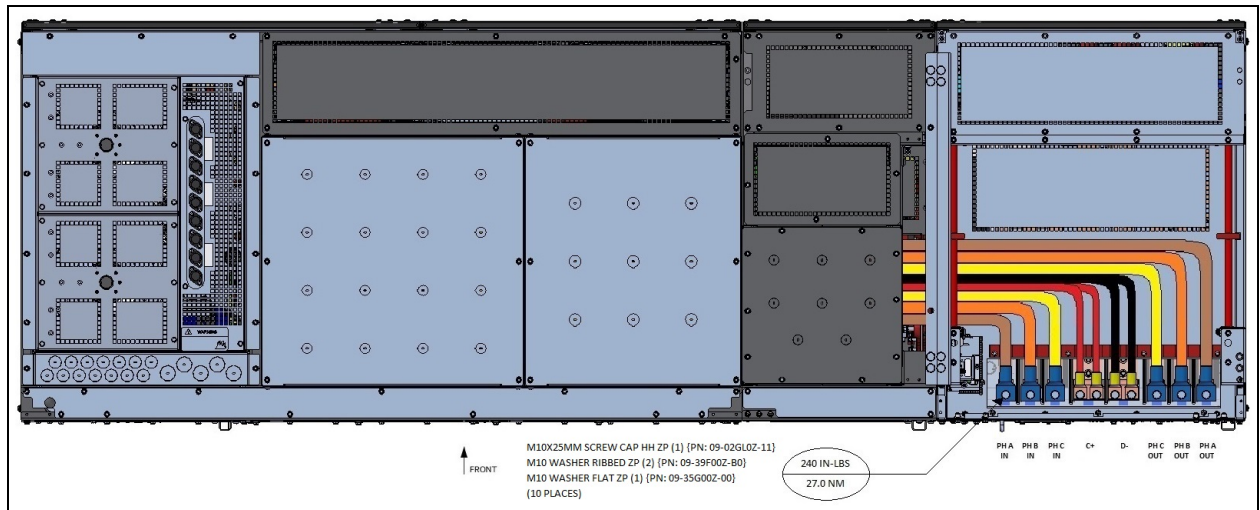 FRONT
M10X25MM SCREW CAP HH ZP (1) {PN: 09-02GL0Z-11}
M10 WASHER RIBBED ZP (2) {PN: 09-39F00Z-B0}
M10 WASHER FLAT ZP (1) {PN: 09-35G00Z-00}
(10 PLACES)
240 IN-LBS
27.0 NM
PH A
IN
PH B
IN
PH C
IN
C+
D-
PH C
OUT
PH B
OUT
PH A
OUT